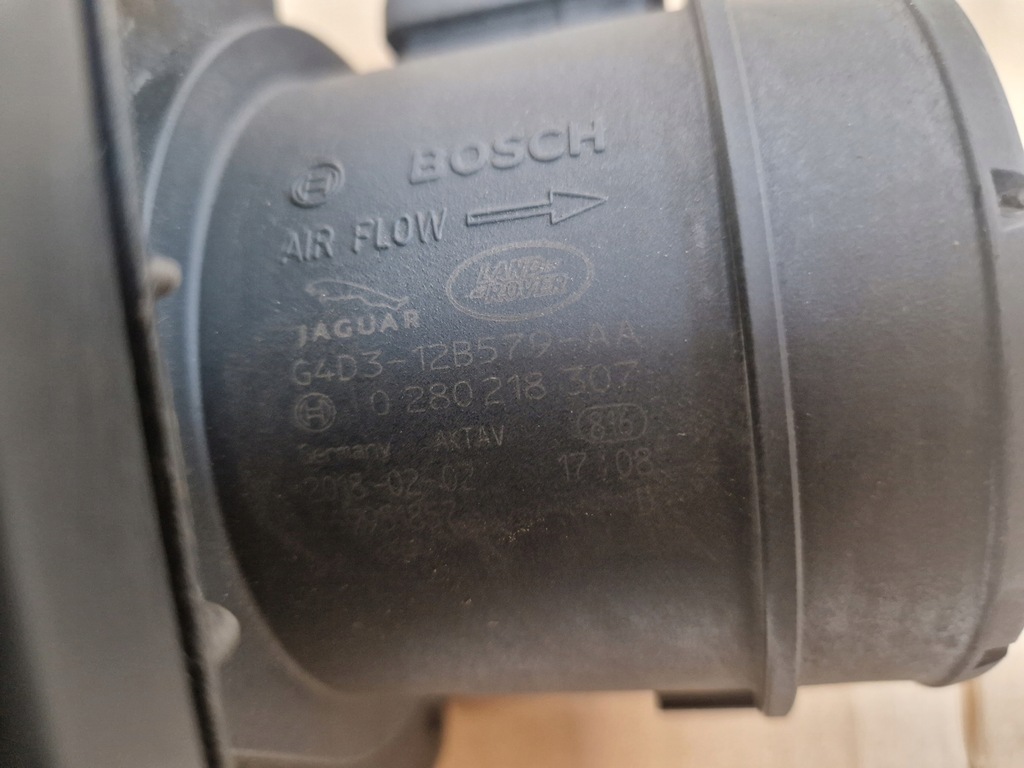 BOSCH
AIR FLOW
LAND ROVER
JAGUAR
G4D3-12B579-AA
0 280 218 307
Germany AKTAV 816
2018-02-02 17:08